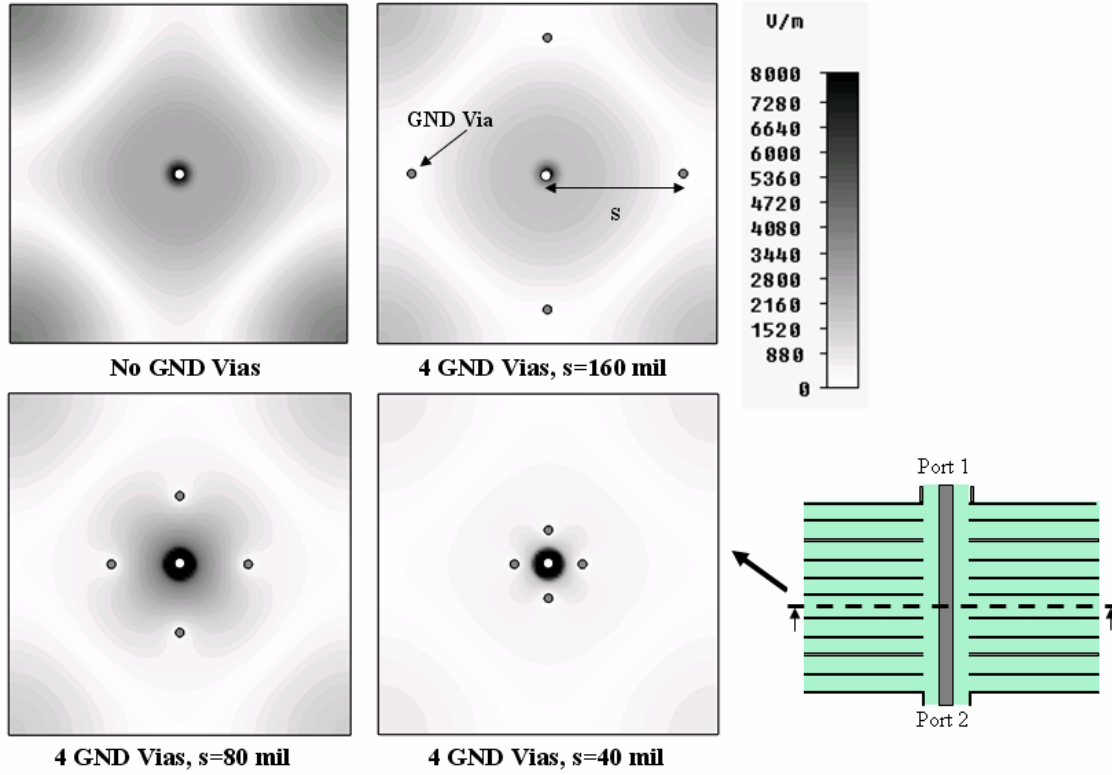 V/m
8000
7280
6640
6000
5360
4720
4080
3440
2800
2160
1520
880
0
GND Via
s
No GND Vias
4 GND Vias, s=160 mil
4 GND Vias, s=80 mil
4 GND Vias, s=40 mil
Port 1
Port 2